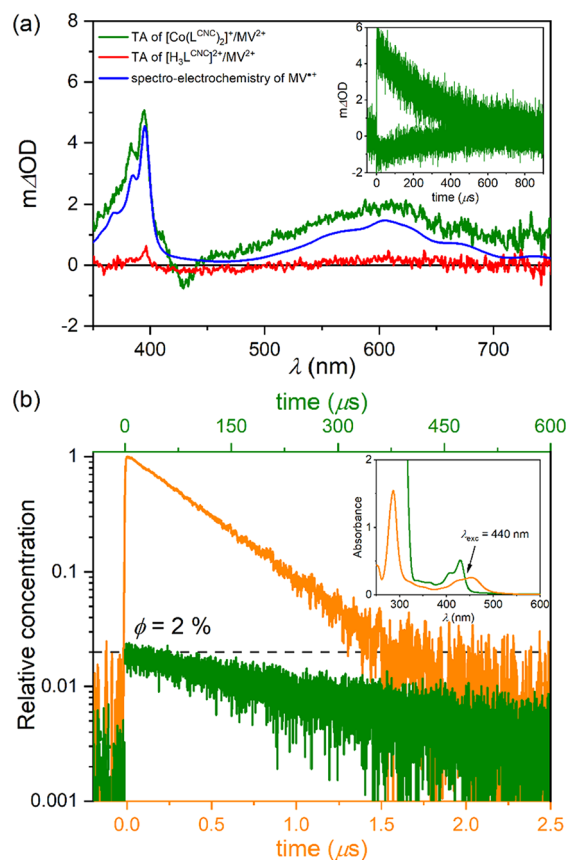 (a)
TA of [Co(L^CNC)₂]⁺/MV²⁺
TA of [H₃L^CNC]²⁺/MV²⁺
spectro-electrochemistry of MV•⁺
6
4
2
0
-2
mΔOD
400 500 600 700
λ (nm)
6
4
2
0
-2
mΔOD
0 200 400 600 800
time (μs)
(b)
time (μs)
0 150 300 450 600
1
0.1
0.01
0.001
Relative concentration
ϕ = 2 %
2
1
0
Absorbance
λexc = 440 nm
300 400 500 600
λ (nm)
0.0 0.5 1.0 1.5 2.0 2.5
time (μs)